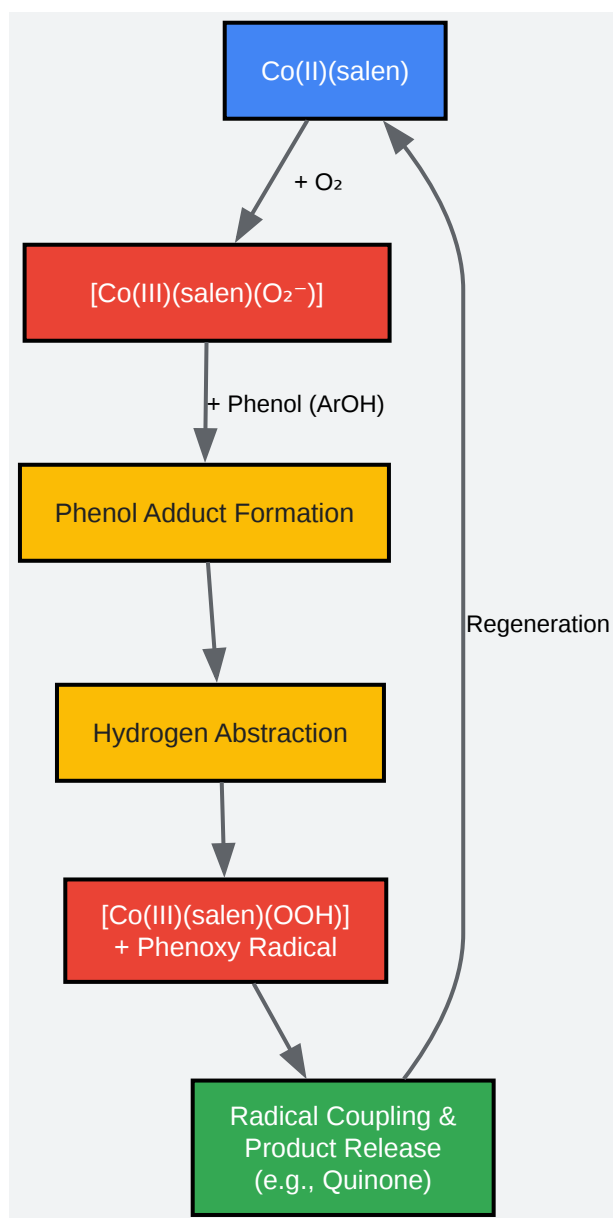 Co(II)(salen)
+ O₂
[Co(III)(salen)(O₂⁻)]
+ Phenol (ArOH)
Phenol Adduct Formation
Regeneration
Hydrogen Abstraction
[Co(III)(salen)(OOH)]
+ Phenoxy Radical
Radical Coupling &
Product Release
(e.g., Quinone)